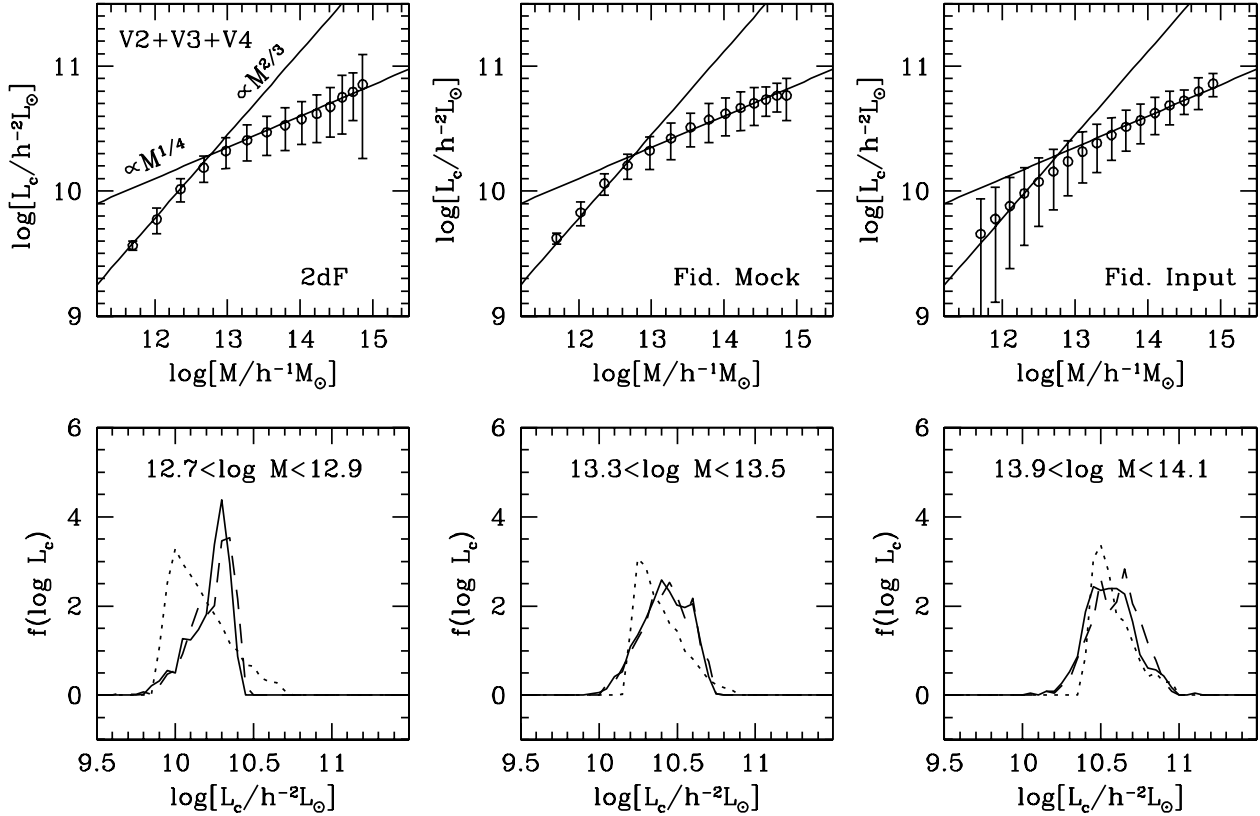 V2+V3+V4
∝M^{2/3}
∝M^{1/4}
2dF
log[L_c/h^{-2}L_⊙]
11
10
9
12 13 14 15
log[M/h^{-1}M_⊙]
Fid. Mock
log[L_c/h^{-2}L_⊙]
11
10
9
12 13 14 15
log[M/h^{-1}M_⊙]
Fid. Input
log[L_c/h^{-2}L_⊙]
11
10
9
12 13 14 15
log[M/h^{-1}M_⊙]
12.7<log M<12.9
f(log L_c)
6
4
2
0
9.5 10 10.5 11
log[L_c/h^{-2}L_⊙]
13.3<log M<13.5
f(log L_c)
6
4
2
0
9.5 10 10.5 11
log[L_c/h^{-2}L_⊙]
13.9<log M<14.1
f(log L_c)
6
4
2
0
9.5 10 10.5 11
log[L_c/h^{-2}L_⊙]